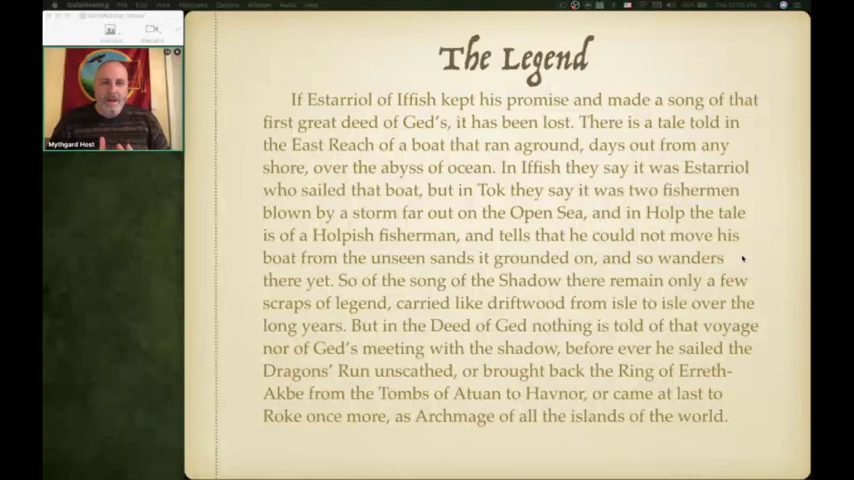 The Legend
If Estarriol of Iffish kept his promise and made a song of that
first great deed of Ged's, it has been lost. There is a tale told in
the East Reach of a boat that ran aground, days out from any
shore, over the abyss of ocean. In Iffish they say it was Estarriol
who sailed that boat, but in Tok they say it was two fishermen
blown by a storm far out on the Open Sea, and in Holp the tale
is of a Holpish fisherman, and tells that he could not move his
boat from the unseen sands it grounded on, and so wanders
there yet. So of the song of the Shadow there remain only a few
scraps of legend, carried like driftwood from isle to isle over the
long years. But in the Deed of Ged nothing is told of that voyage
nor of Ged's meeting with the shadow, before ever he sailed the
Dragons' Run unscathed, or brought back the Ring of Erreth-
Akbe from the Tombs of Atuan to Havnor, or came at last to
Roke once more, as Archmage of all the islands of the world.
Mythgard Host